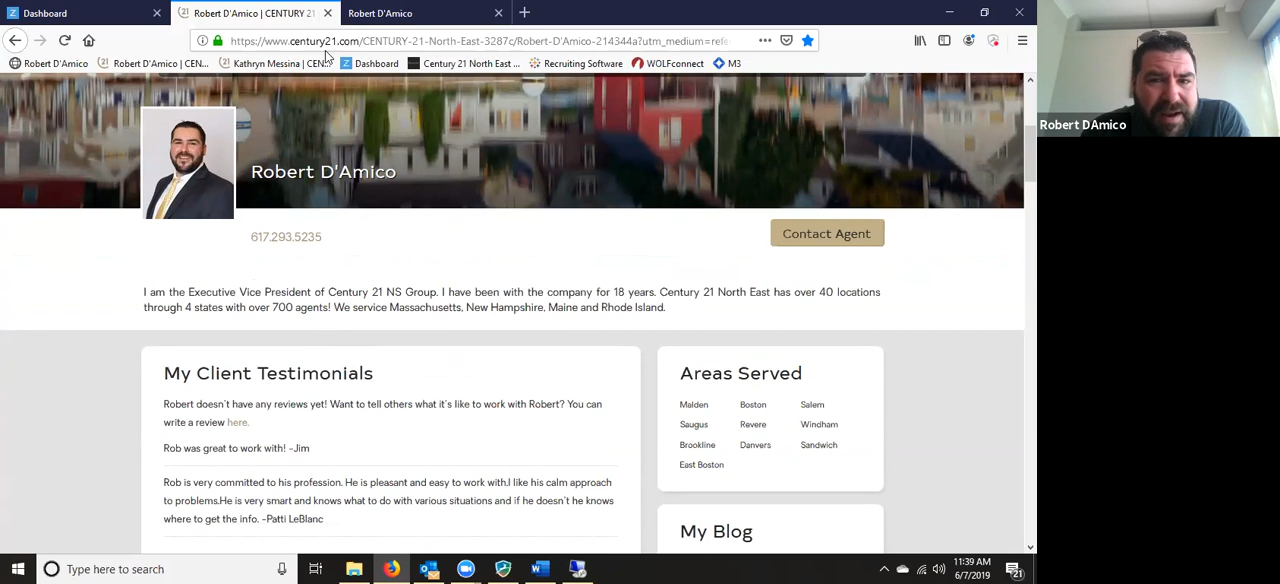 Dashboard
Robert D'Amico | CENTURY 21
Robert D'Amico
https://www.century21.com/CENTURY-21-North-East-3287c/Robert-D'Amico-214344a?utm_medium=refe
Robert D'Amico
Robert D'Amico | CEN...
Kathryn Messina | CEN...
Dashboard
Century 21 North East ...
Recruiting Software
WOLFconnect
M3
Robert DAmico
Robert D'Amico
617.293.5235
Contact Agent
I am the Executive Vice President of Century 21 NS Group. I have been with the company for 18 years. Century 21 North East has over 40 locations
through 4 states with over 700 agents! We service Massachusetts, New Hampshire, Maine and Rhode Island.
My Client Testimonials
Robert doesn't have any reviews yet! Want to tell others what it's like to work with Robert? You can
write a review here.
Rob was great to work with! -Jim
Rob is very committed to his profession. He is pleasant and easy to work with.I like his calm approach
to problems.He is very smart and knows what to do with various situations and if he doesn't he knows
where to get the info. -Patti LeBlanc
Areas Served
Malden Boston Salem
Saugus Revere Windham
Brookline Danvers Sandwich
East Boston
My Blog
Type here to search
11:39 AM
6/7/2019
21